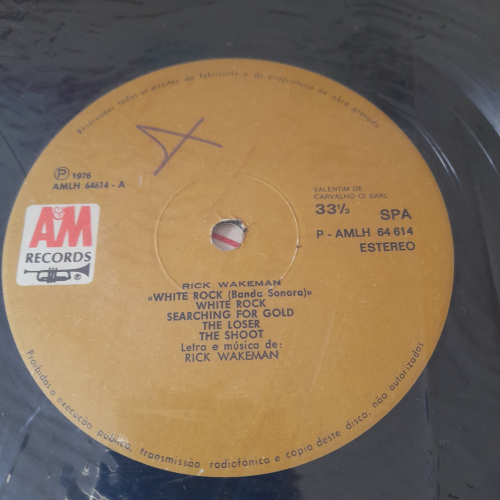 Reservados todos os direitos do fabricante e do proprietario da obra gravada
Ⓟ 1976
AMLH 64614 - A
VALENTIM DE
CARVALHO CI SARL
33⅓ SPA
P - AMLH 64 614
ESTEREO
A&M
RECORDS
RICK WAKEMAN
«WHITE ROCK (Banda Sonora)»
WHITE ROCK
SEARCHING FOR GOLD
THE LOSER
THE SHOOT
Letra e música de:
RICK WAKEMAN
Proibidas a execução pública, transmissão radiofónica e copia deste disco, não autorizadas